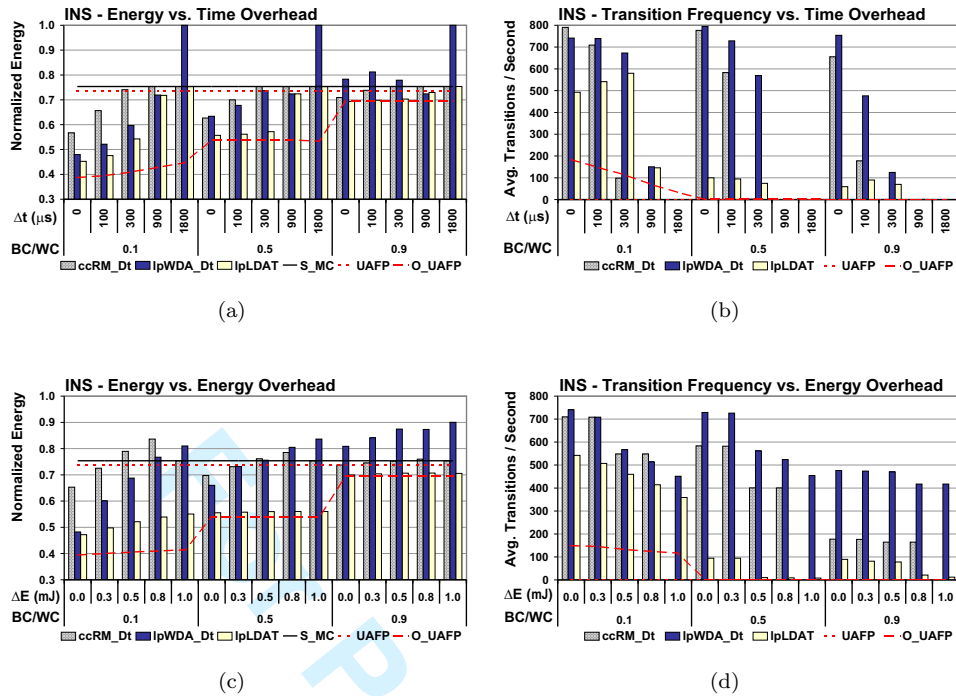 INS - Energy vs. Time Overhead
Normalized Energy
1.0
0.9
0.8
0.7
0.6
0.5
0.4
0.3
Δt (μs)
0 100 300 900 1800 0 100 300 900 1800 0 100 300 900 1800
BC/WC 0.1 0.5 0.9
ccRM_Dt lpWDA_Dt lpLDAT S_MC UAFP O_UAFP
(a)
INS - Transition Frequency vs. Time Overhead
Avg. Transitions / Second
800
700
600
500
400
300
200
100
0
Δt (μs)
0 100 300 900 1800 0 100 300 900 1800 0 100 300 900 1800
BC/WC 0.1 0.5 0.9
ccRM_Dt lpWDA_Dt lpLDAT UAFP O_UAFP
(b)
INS - Energy vs. Energy Overhead
Normalized Energy
1.0
0.9
0.8
0.7
0.6
0.5
0.4
0.3
ΔE (mJ) 0.0 0.3 0.5 0.8 1.0 0.0 0.3 0.5 0.8 1.0 0.0 0.3 0.5 0.8 1.0
BC/WC 0.1 0.5 0.9
ccRM_Dt lpWDA_Dt lpLDAT S_MC UAFP O_UAFP
(c)
INS - Transition Frequency vs. Energy Overhead
Avg. Transitions / Second
800
700
600
500
400
300
200
100
0
ΔE (mJ) 0.0 0.3 0.5 0.8 1.0 0.0 0.3 0.5 0.8 1.0 0.0 0.3 0.5 0.8 1.0
BC/WC 0.1 0.5 0.9
ccRM_Dt lpWDA_Dt lpLDAT UAFP O_UAFP
(d)